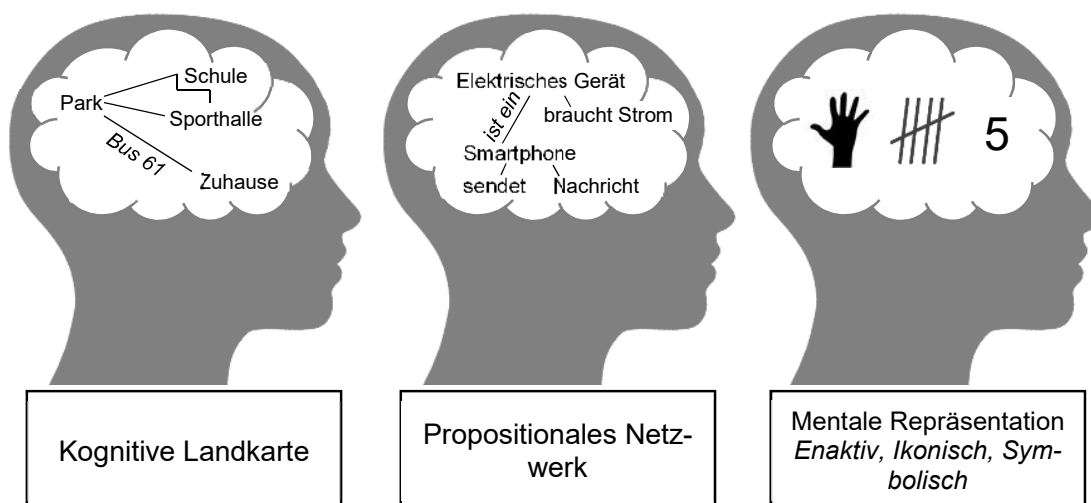 Schule
Park
Sporthalle
Bus 61
Zuhause
Kognitive Landkarte
Elektrisches Gerät
ist ein
braucht Strom
Smartphone
sendet
Nachricht
Propositionales Netz-
werk
5
Mentale Repräsentation
Enaktiv, Ikonisch, Sym-
bolisch